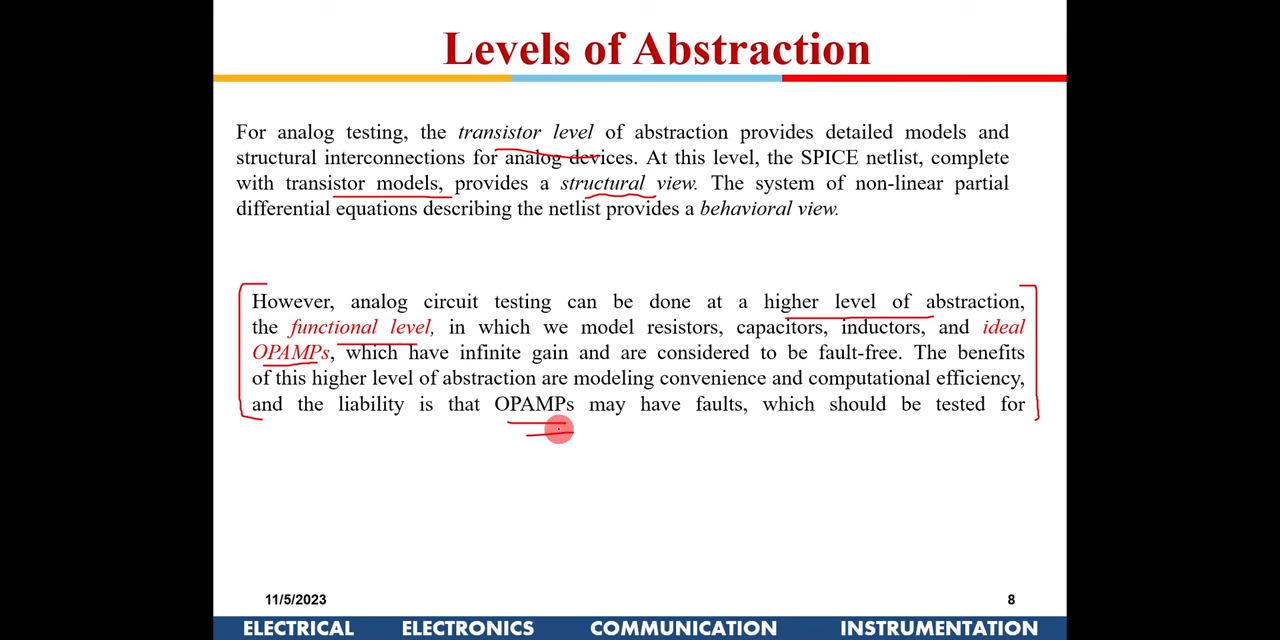 Levels of Abstraction
For analog testing, the transistor level of abstraction provides detailed models and
structural interconnections for analog devices. At this level, the SPICE netlist, complete
with transistor models, provides a structural view. The system of non-linear partial
differential equations describing the netlist provides a behavioral view.
However, analog circuit testing can be done at a higher level of abstraction,
the functional level, in which we model resistors, capacitors, inductors, and ideal
OPAMPs, which have infinite gain and are considered to be fault-free. The benefits
of this higher level of abstraction are modeling convenience and computational efficiency,
and the liability is that OPAMPs may have faults, which should be tested for
11/5/2023 8
ELECTRICAL ELECTRONICS COMMUNICATION INSTRUMENTATION